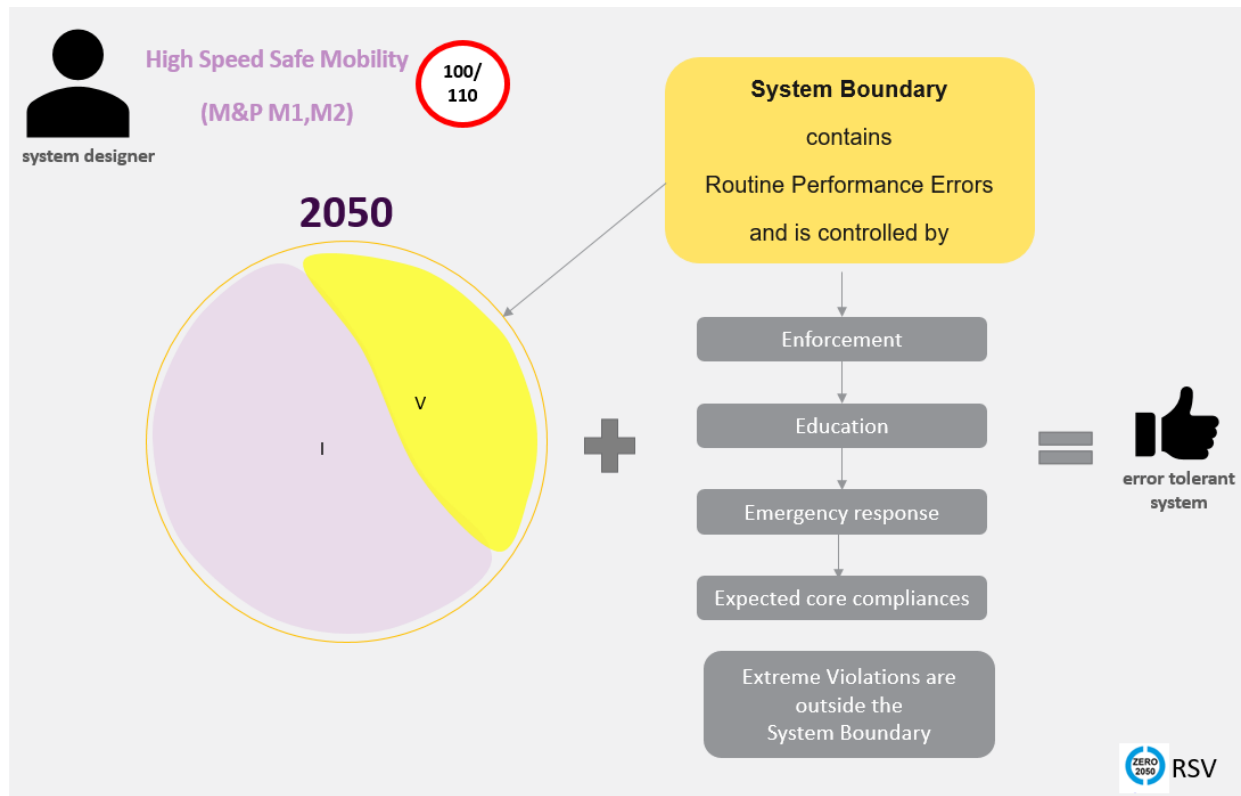 High Speed Safe Mobility
(M&P M1,M2)
100/
110
system designer
System Boundary
contains
Routine Performance Errors
and is controlled by
2050
I
V
Enforcement
Education
Emergency response
Expected core compliances
Extreme Violations are
outside the
System Boundary
error tolerant
system
ZERO
2050
RSV